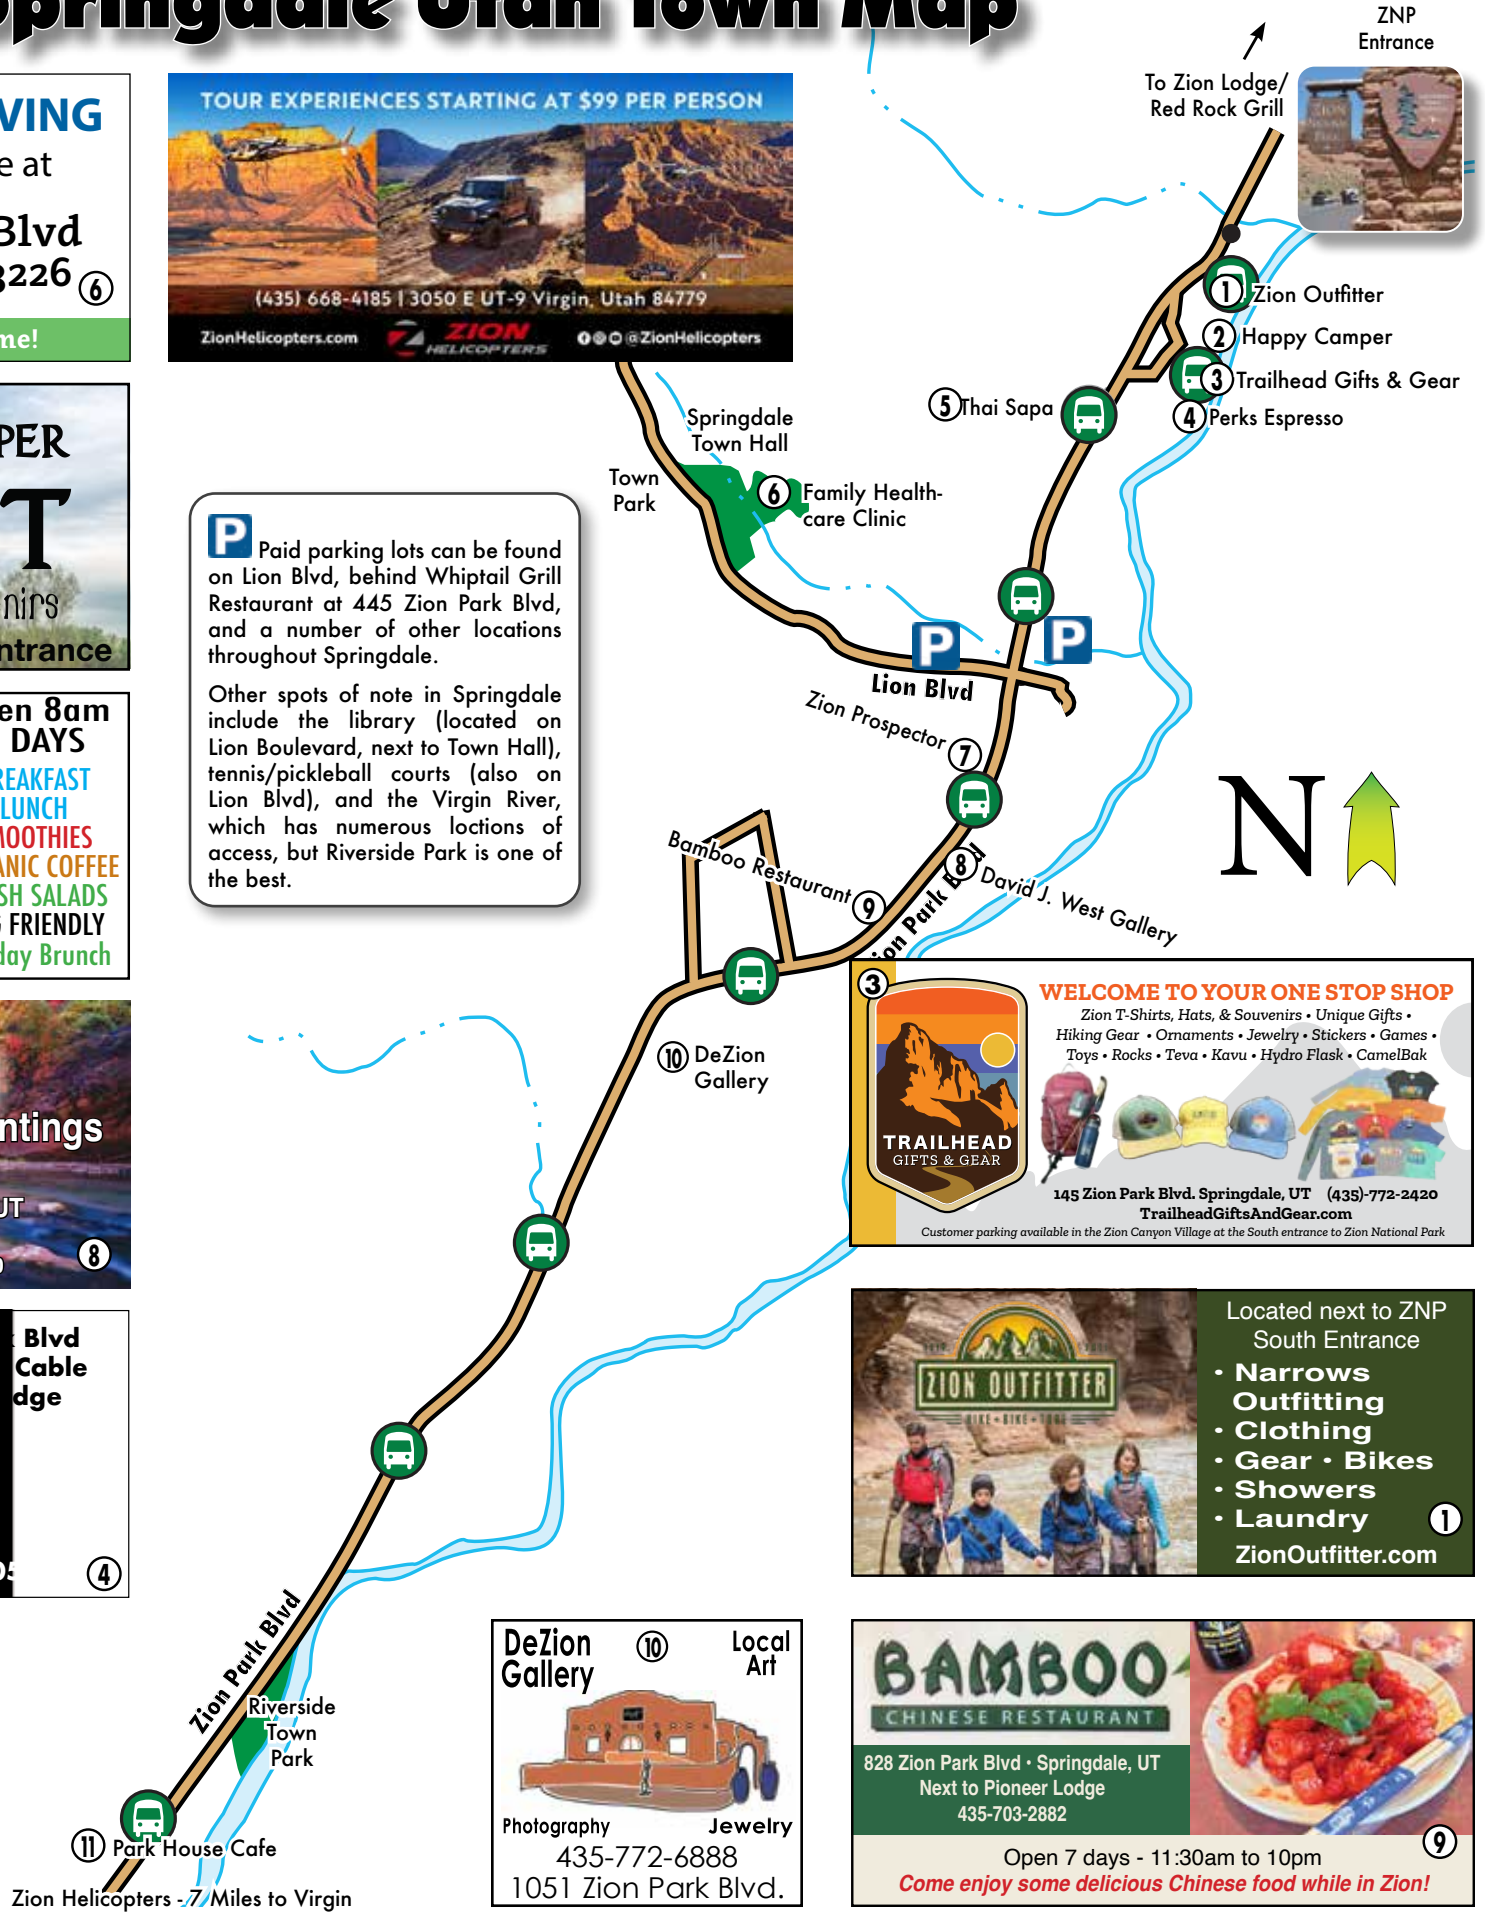 Springdale Utah Town Map
ZNP
Entrance
To Zion Lodge/
Red Rock Grill
VING
e at
Blvd
3226
6
me!
TOUR EXPERIENCES STARTING AT $99 PER PERSON
(435) 668-4185 | 3050 E UT-9 Virgin, Utah 84779
ZionHelicopters.com
ZION
HELICOPTERS
@ZionHelicopters
1 Zion Outfitter
2 Happy Camper
3 Trailhead Gifts & Gear
4 Perks Espresso
5 Thai Sapa
Springdale
Town Hall
Town
Park
6 Family Health-
care Clinic
PER
T
nirs
ntrance
P Paid parking lots can be found
on Lion Blvd, behind Whiptail Grill
Restaurant at 445 Zion Park Blvd,
and a number of other locations
throughout Springdale.
Other spots of note in Springdale
include the library (located on
Lion Boulevard, next to Town Hall),
tennis/pickleball courts (also on
Lion Blvd), and the Virgin River,
which has numerous loctions of
access, but Riverside Park is one of
the best.
P
P
Lion Blvd
Zion Prospector 7
N
en 8am
DAYS
REAKFAST
LUNCH
MOOTHIES
ANIC COFFEE
SH SALADS
G FRIENDLY
day Brunch
Bamboo Restaurant 9
8 David J. West Gallery
ion Park B d
10 DeZion
Gallery
ntings
UT
8
3
TRAILHEAD
GIFTS & GEAR
WELCOME TO YOUR ONE STOP SHOP
Zion T-Shirts, Hats, & Souvenirs • Unique Gifts •
Hiking Gear • Ornaments • Jewelry • Stickers • Games •
Toys • Rocks • Teva • Kavu • Hydro Flask • CamelBak
145 Zion Park Blvd. Springdale, UT (435)-772-2420
TrailheadGiftsAndGear.com
Customer parking available in the Zion Canyon Village at the South entrance to Zion National Park
Blvd
Cable
dge
4
ZION OUTFITTER
HIKE • BIKE • TOUR
Located next to ZNP
South Entrance
• Narrows
Outfitting
• Clothing
• Gear • Bikes
• Showers
• Laundry
1
ZionOutfitter.com
Zion Park Blvd
Riverside
Town
Park
11 Park House Cafe
Zion Helicopters - 7 Miles to Virgin
DeZion
Gallery
10
Local
Art
Photography
Jewelry
435-772-6888
1051 Zion Park Blvd.
BAMBOO
CHINESE RESTAURANT
828 Zion Park Blvd • Springdale, UT
Next to Pioneer Lodge
435-703-2882
9
Open 7 days - 11:30am to 10pm
Come enjoy some delicious Chinese food while in Zion!